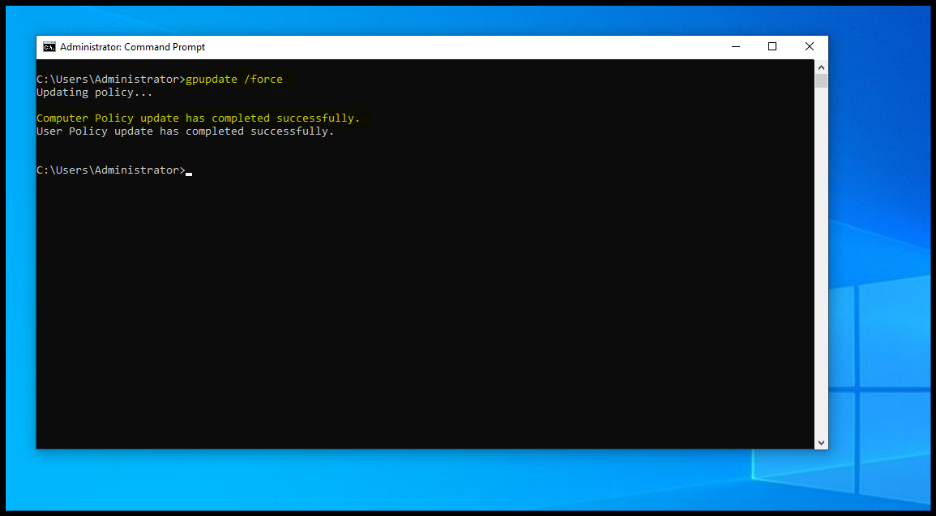 Administrator: Command Prompt
C:\Users\Administrator>gpupdate /force
Updating policy...
Computer Policy update has completed successfully.
User Policy update has completed successfully.
C:\Users\Administrator>